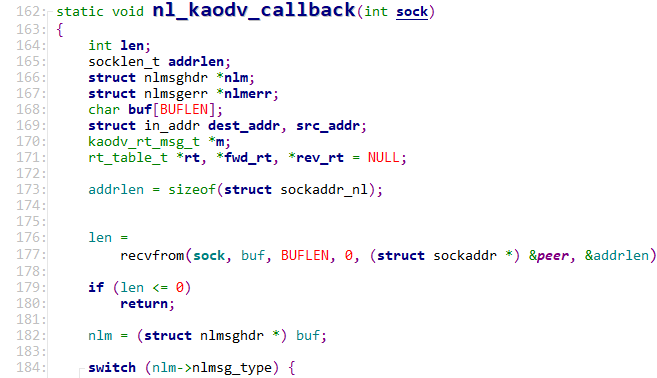 162: static void nl_kaodv_callback(int sock)
163: {
164:     int len;
165:     socklen_t addrlen;
166:     struct nlmsghdr *nlm;
167:     struct nlmsgerr *nlmerr;
168:     char buf[BUFLEN];
169:     struct in_addr dest_addr, src_addr;
170:     kaodv_rt_msg_t *m;
171:     rt_table_t *rt, *fwd_rt, *rev_rt = NULL;
172:
173:     addrlen = sizeof(struct sockaddr_nl);
174:
175:
176:     len =
177:         recvfrom(sock, buf, BUFLEN, 0, (struct sockaddr *) &peer, &addrlen)
178:
179:     if (len <= 0)
180:         return;
181:
182:     nlm = (struct nlmsghdr *) buf;
183:
184:     switch (nlm->nlmsg_type) {